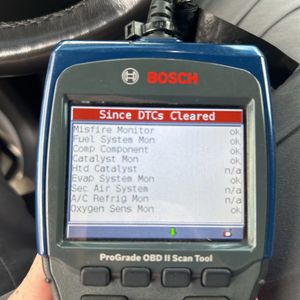 BOSCH
Since DTCs Cleared
Misfire Monitor ok
Fuel System Mon ok
Comp Component ok
Catalyst Mon ok
Htd Catalyst n/a
Evap System Mon ok
Sec Air System n/a
A/C Refrig Mon n/a
Oxygen Sens Mon ok
ProGrade OBD II Scan Tool